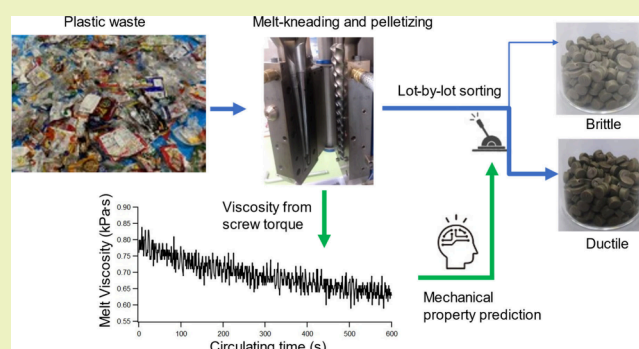 Plastic waste
Melt-kneading and pelletizing
Lot-by-lot sorting
Brittle
Ductile
Viscosity from
screw torque
Mechanical
property prediction
Melt Viscosity (kPa·s)
0.90
0.85
0.80
0.75
0.70
0.65
0.60
0.55
0
100
200
300
400
500
600
Circulating time (s)